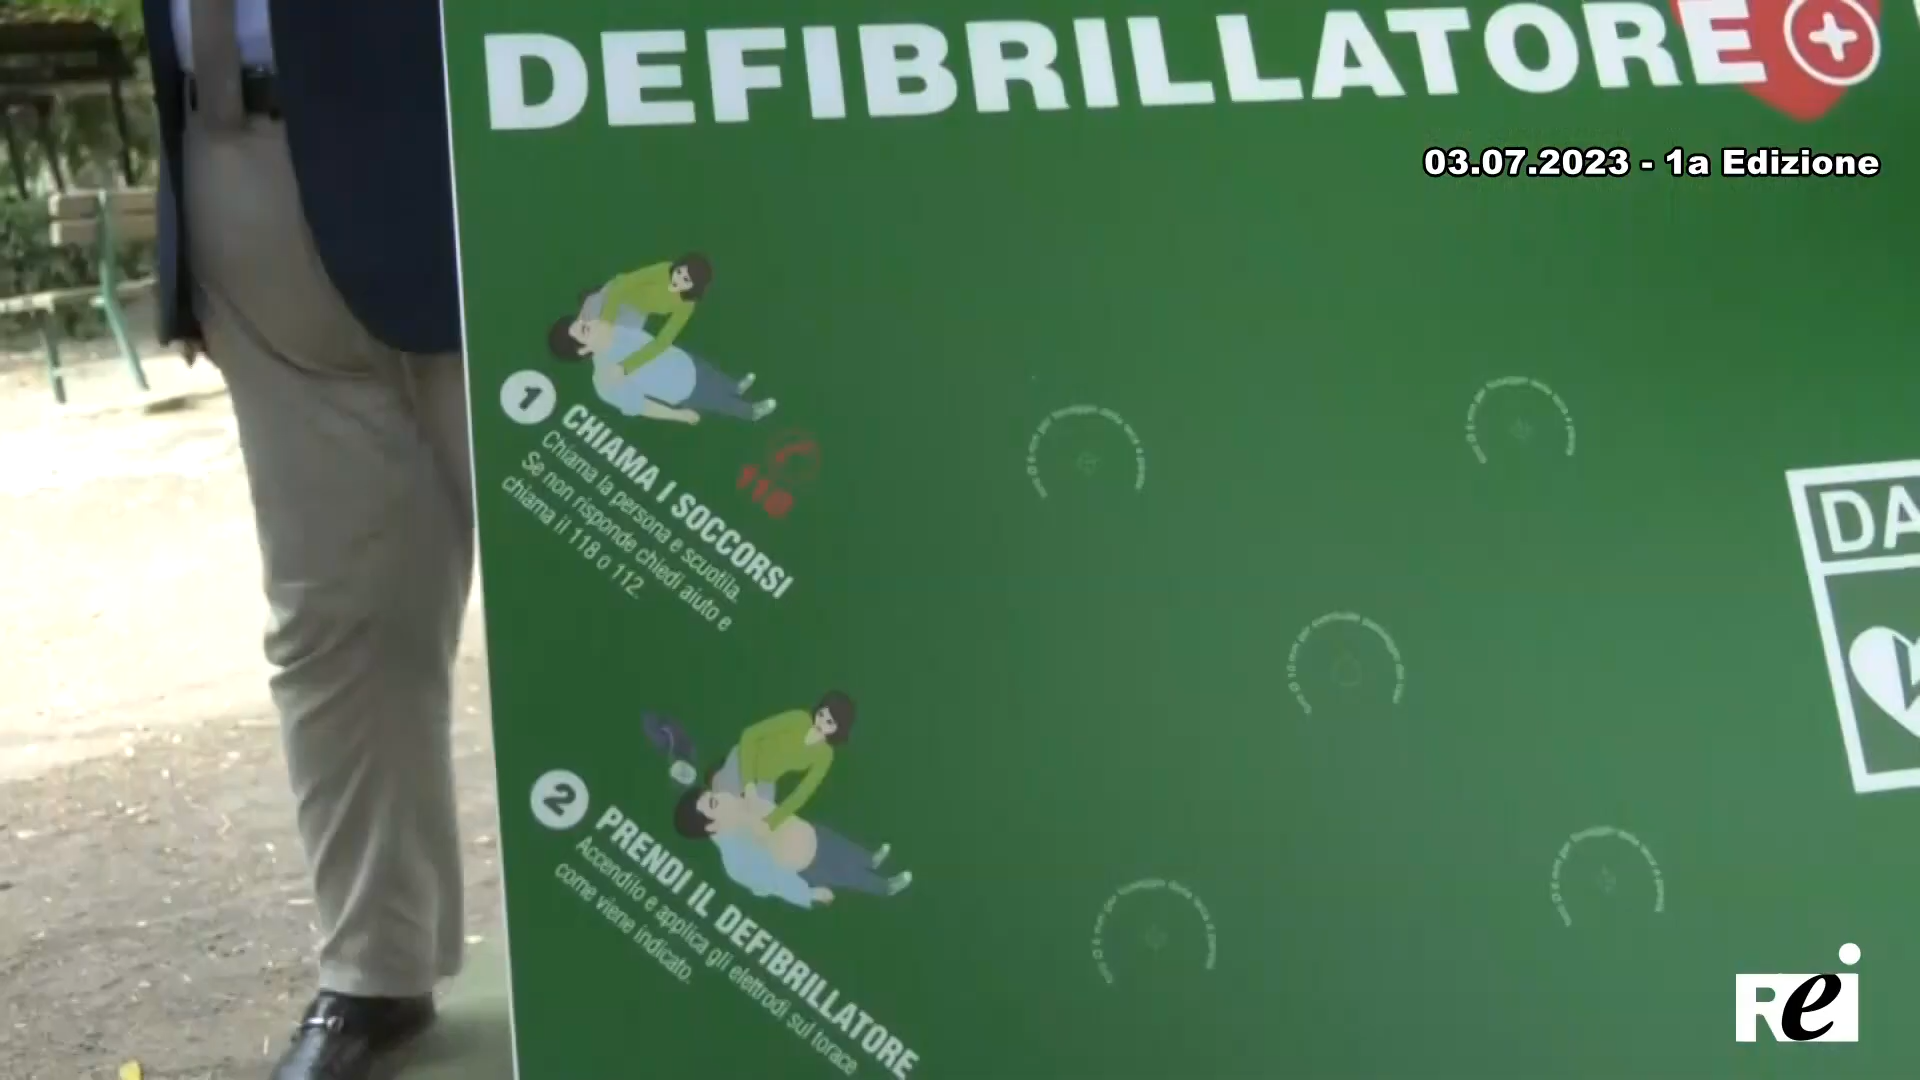 DEFIBRILLATORE
03.07.2023 - 1a Edizione
1
CHIAMA I SOCCORSI
Chiama la persona e scuotila.
Se non risponde chiedi aiuto e
chiama il 118 o 112.
118
DA
2
PRENDI IL DEFIBRILLATORE
Accendilo e applica gli elettrodi sul torace
come viene indicato.
Rei